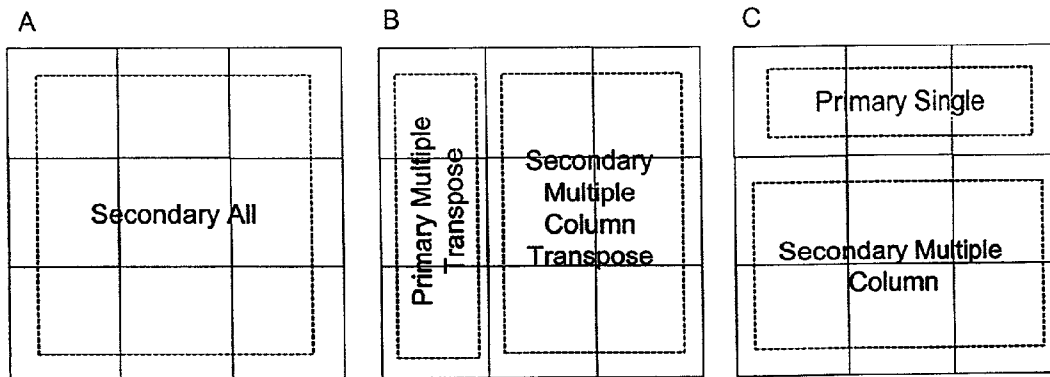 A
Secondary All
B
Primary Multiple
Transpose
Secondary
Multiple
Column
Transpose
C
Primary Single
Secondary Multiple
Column